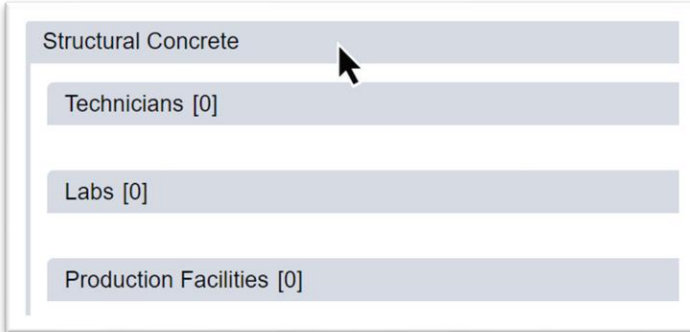 Structural Concrete
Technicians [0]
Labs [0]
Production Facilities [0]